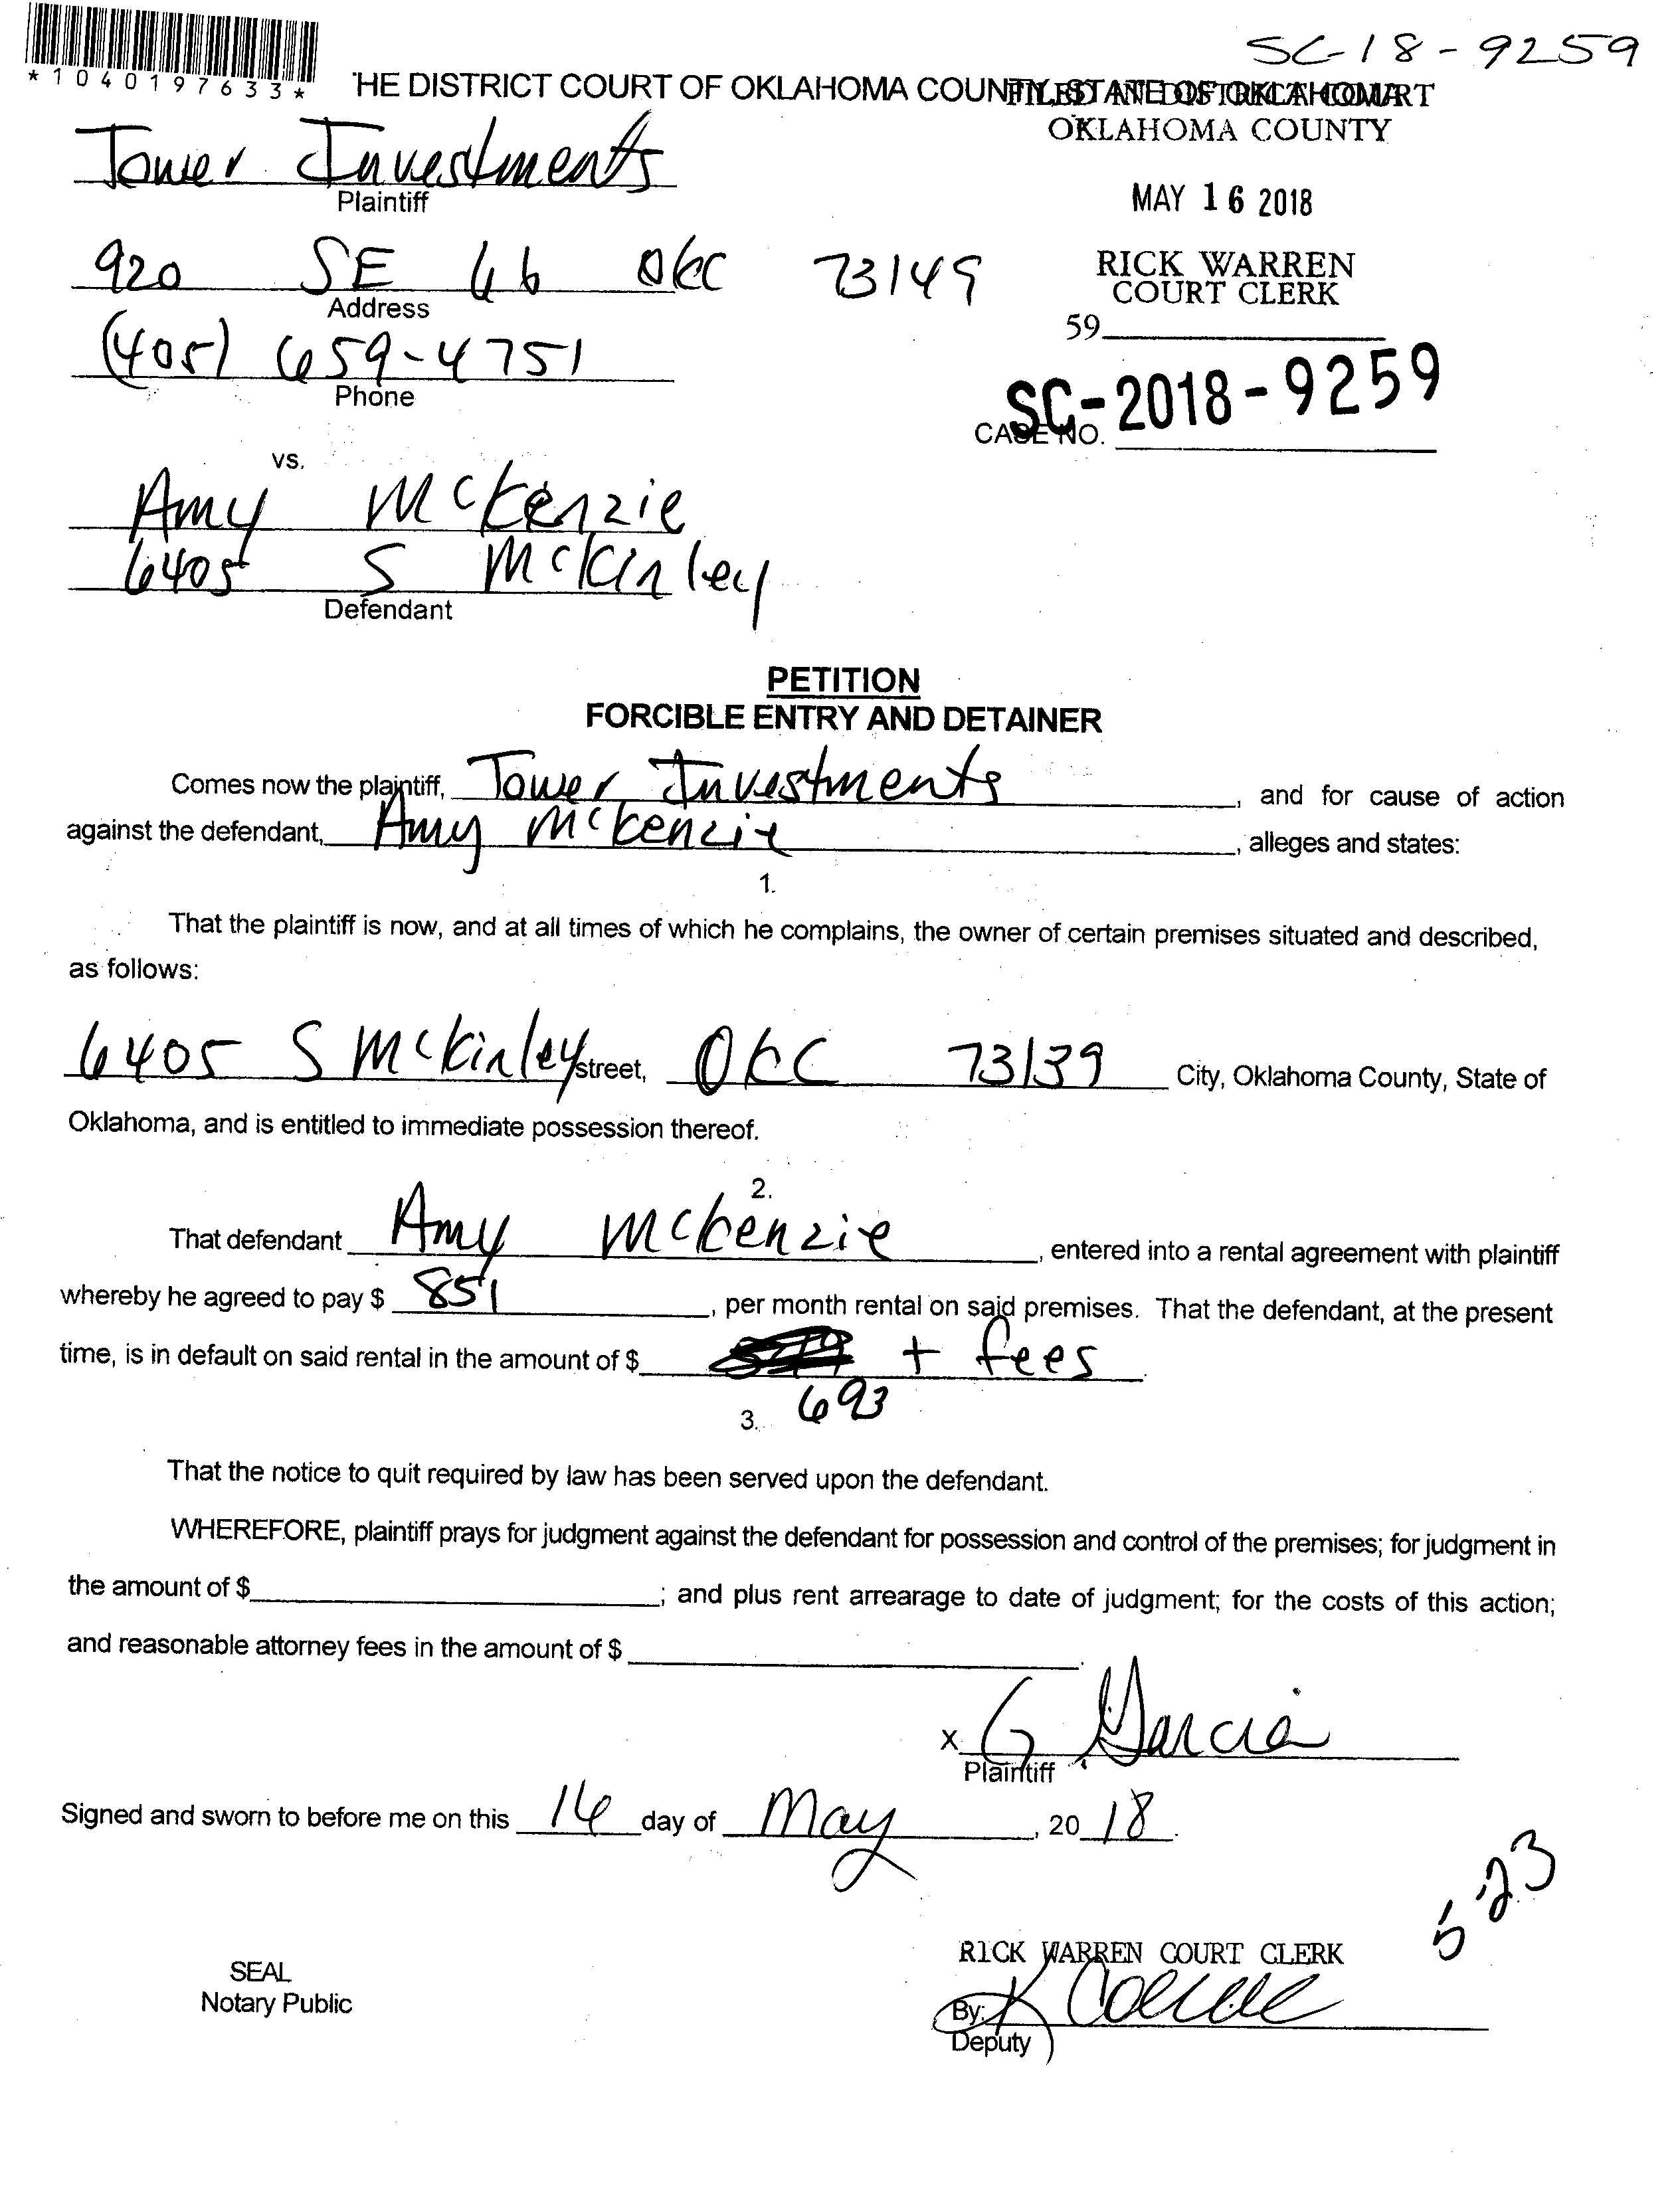 SC-18-9259
*1040197633*
'HE DISTRICT COURT OF OKLAHOMA COUNTY, STATE OF OKLAHOMA
FILED IN DISTRICT COURT
OKLAHOMA COUNTY
Tower Investments
Plaintiff
MAY 16 2018
920 SE 66 OKC 73149
Address
RICK WARREN
COURT CLERK
59
(405) 659-4751
Phone
SC-2018-9259
CASE NO.
vs.
Amy McKenzie
6405 S McKinley
Defendant
PETITION
FORCIBLE ENTRY AND DETAINER
Comes now the plaintiff, Tower Investments, and for cause of action
against the defendant, Amy McKenzie, alleges and states:
1.
That the plaintiff is now, and at all times of which he complains, the owner of certain premises situated and described,
as follows:
6405 S McKinley street, OKC 73139 City, Oklahoma County, State of
Oklahoma, and is entitled to immediate possession thereof.
2.
That defendant Amy McKenzie, entered into a rental agreement with plaintiff
whereby he agreed to pay $ 851, per month rental on said premises. That the defendant, at the present
time, is in default on said rental in the amount of $ + fees.
693
3.
That the notice to quit required by law has been served upon the defendant.
WHEREFORE, plaintiff prays for judgment against the defendant for possession and control of the premises; for judgment in
the amount of $ ; and plus rent arrearage to date of judgment; for the costs of this action;
and reasonable attorney fees in the amount of $ .
X G Garcia
Plaintiff
Signed and sworn to before me on this 16 day of May, 2018.
5-23
RICK WARREN COURT CLERK
SEAL
Notary Public
By: K
Deputy